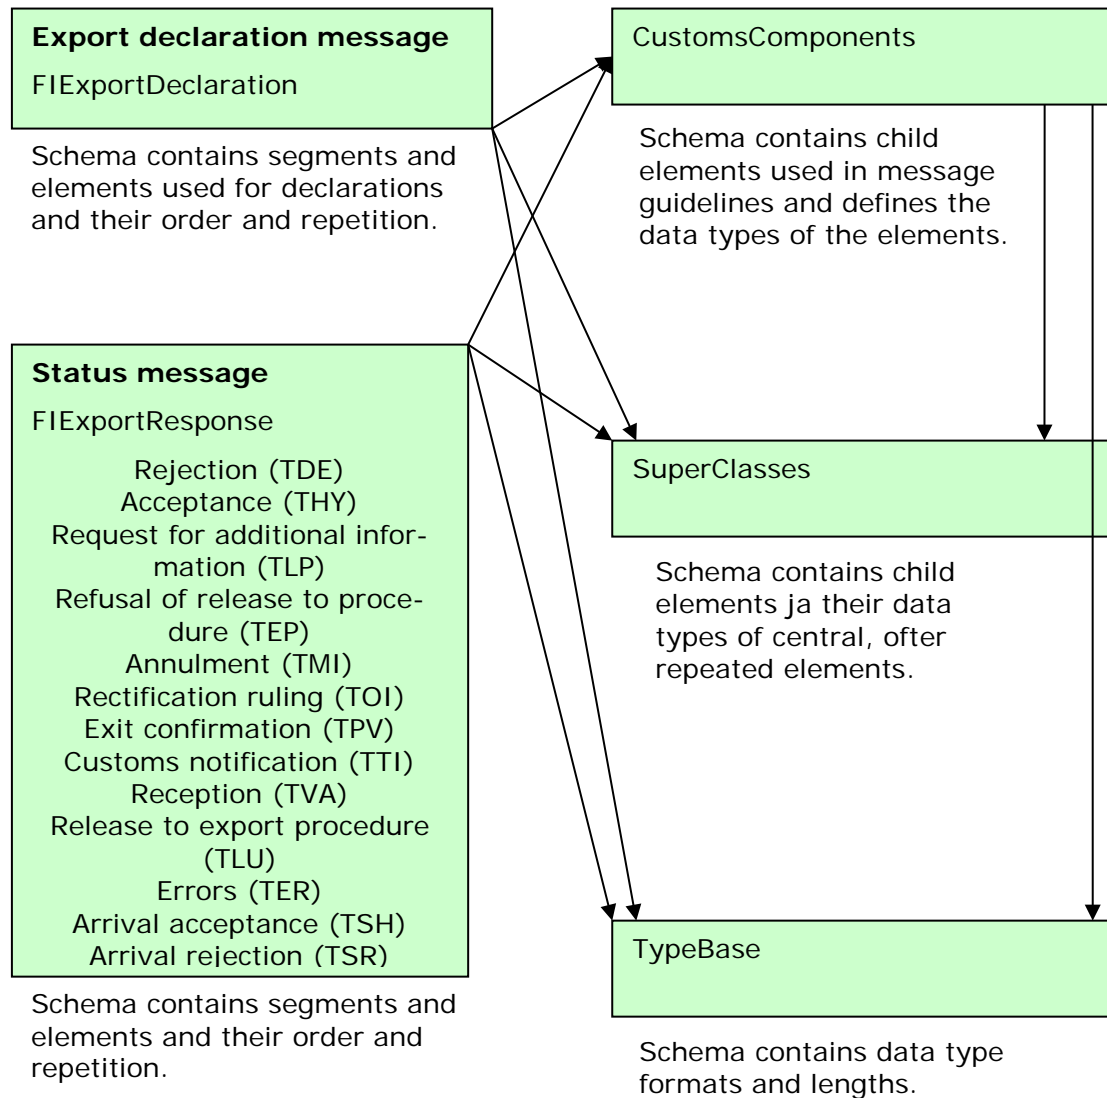 Export declaration message
FIExportDeclaration
Schema contains segments and
elements used for declarations
and their order and repetition.
Status message
FIExportResponse
Rejection (TDE)
Acceptance (THY)
Request for additional infor-
mation (TLP)
Refusal of release to proce-
dure (TEP)
Annulment (TMI)
Rectification ruling (TOI)
Exit confirmation (TPV)
Customs notification (TTI)
Reception (TVA)
Release to export procedure
(TLU)
Errors (TER)
Arrival acceptance (TSH)
Arrival rejection (TSR)
Schema contains segments and
elements and their order and
repetition.
CustomsComponents
Schema contains child
elements used in message
guidelines and defines the
data types of the elements.
SuperClasses
Schema contains child
elements ja their data
types of central, ofter
repeated elements.
TypeBase
Schema contains data type
formats and lengths.